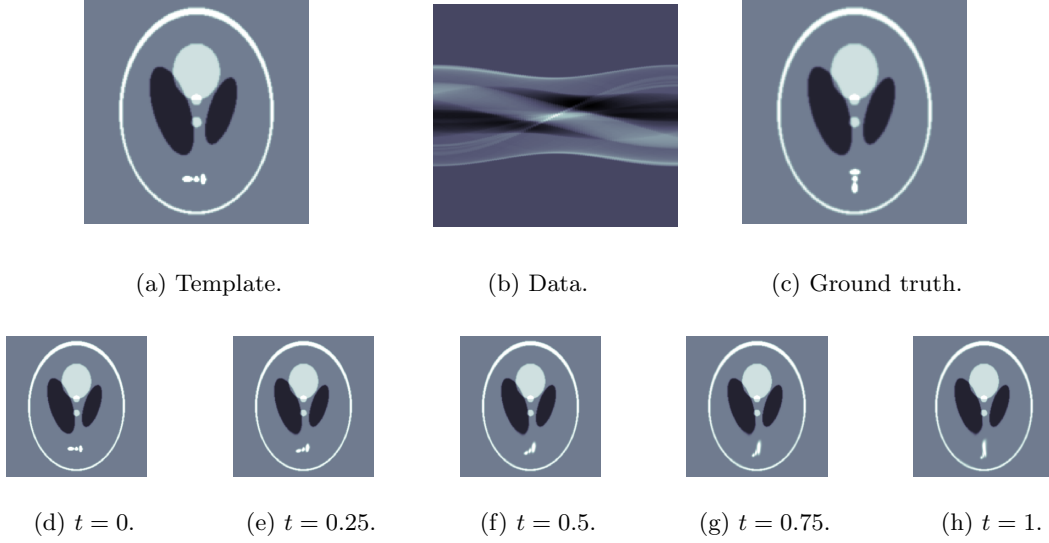 (a) Template. (b) Data. (c) Ground truth.
(d) t = 0. (e) t = 0.25. (f) t = 0.5. (g) t = 0.75. (h) t = 1.